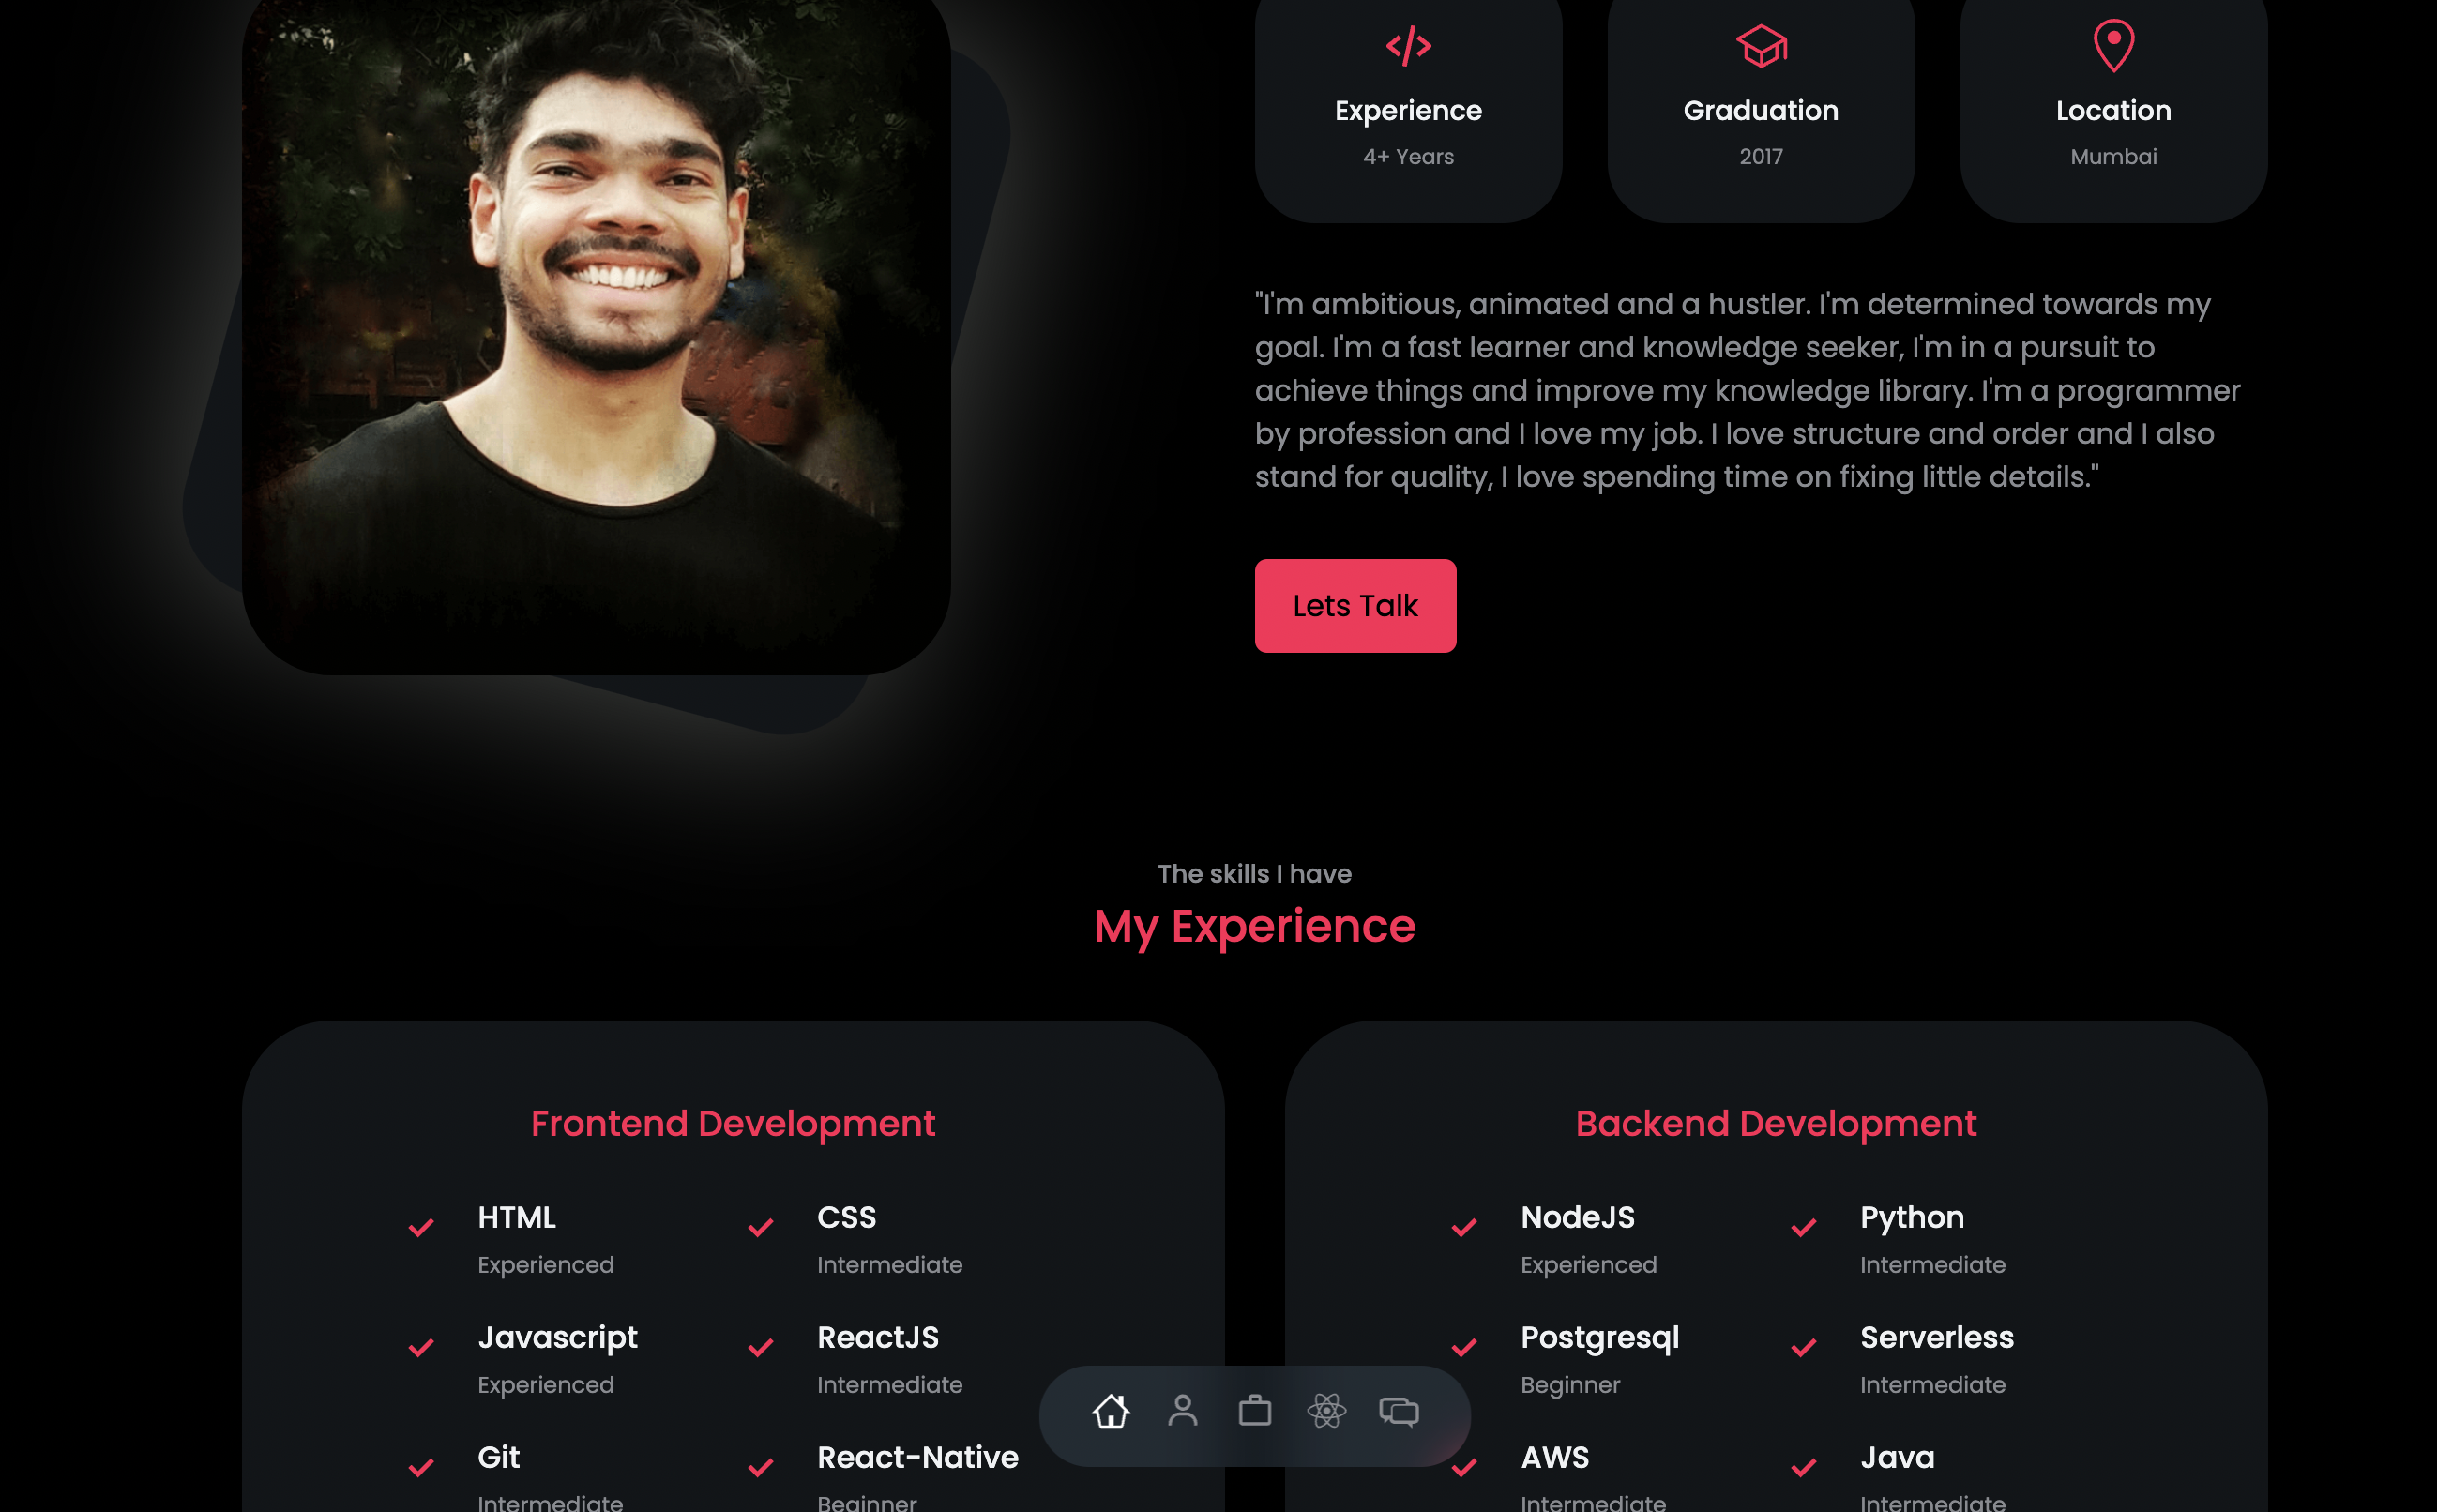 Experience
4+ Years
Graduation
2017
Location
Mumbai
"I'm ambitious, animated and a hustler. I'm determined towards my
goal. I'm a fast learner and knowledge seeker, I'm in a pursuit to
achieve things and improve my knowledge library. I'm a programmer
by profession and I love my job. I love structure and order and I also
stand for quality, I love spending time on fixing little details."
Lets Talk
The skills I have
My Experience
Frontend Development
HTML
Experienced
CSS
Intermediate
Javascript
Experienced
ReactJS
Intermediate
Git
Intermediate
React-Native
Beginner
Backend Development
NodeJS
Experienced
Python
Intermediate
Postgresql
Beginner
Serverless
Intermediate
AWS
Intermediate
Java
Intermediate